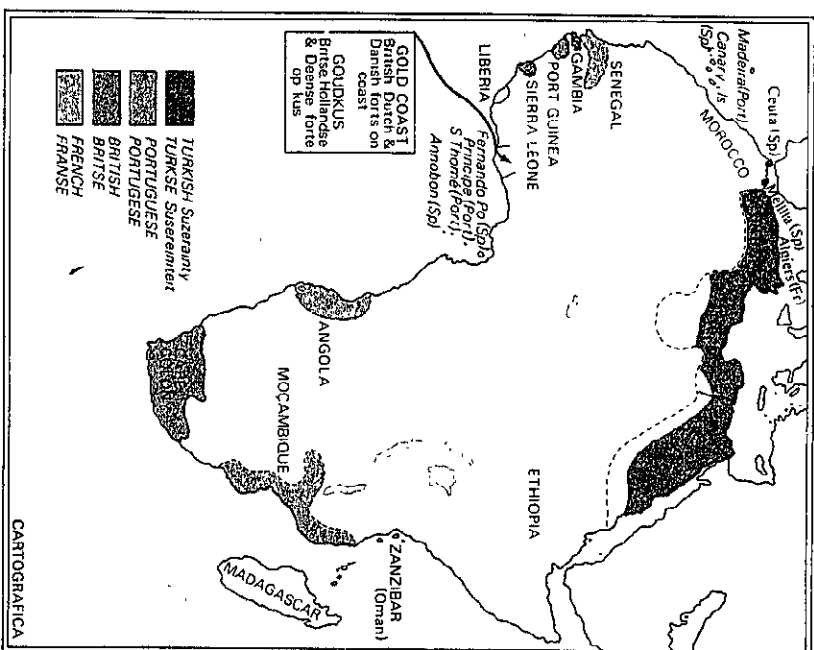 Madeira(Port)
Canary Is
(Sp)
Ceuta (Sp)
Mellilia (Sp)
Algiers(Fr)
MOROCCO
SENEGAL
GAMBIA
PORT GUINEA
SIERRA LEONE
LIBERIA
Fernando Po (Sp)
Principe (Port)
S Thomé(Port)
Annobon(Sp)
GOLD COAST
British Dutch &
Danish forts on
coast
GOUDKUS
Britse, Hollandse
& Deense forte
op kus
ETHIOPIA
ANGOLA
MOÇAMBIQUE
ZANZIBAR
(Oman)
MADAGASCAR
TURKISH Suzerainty
TURKSE Susereiniteit
PORTUGUESE
PORTUGESE
BRITISH
BRITSE
FRENCH
FRANSE
CARTOGRAFICA